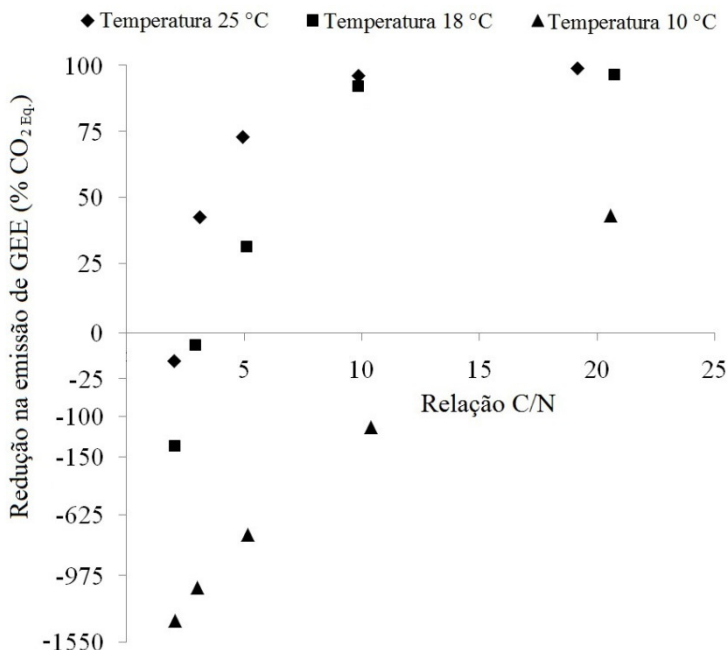 Temperatura 25 °C Temperatura 18 °C Temperatura 10 °C
Redução na emissão de GEE (% CO2 Eq.)
100
75
50
25
0
-25
-100
-150
-625
-975
-1550
5 10 15 20 25
Relação C/N